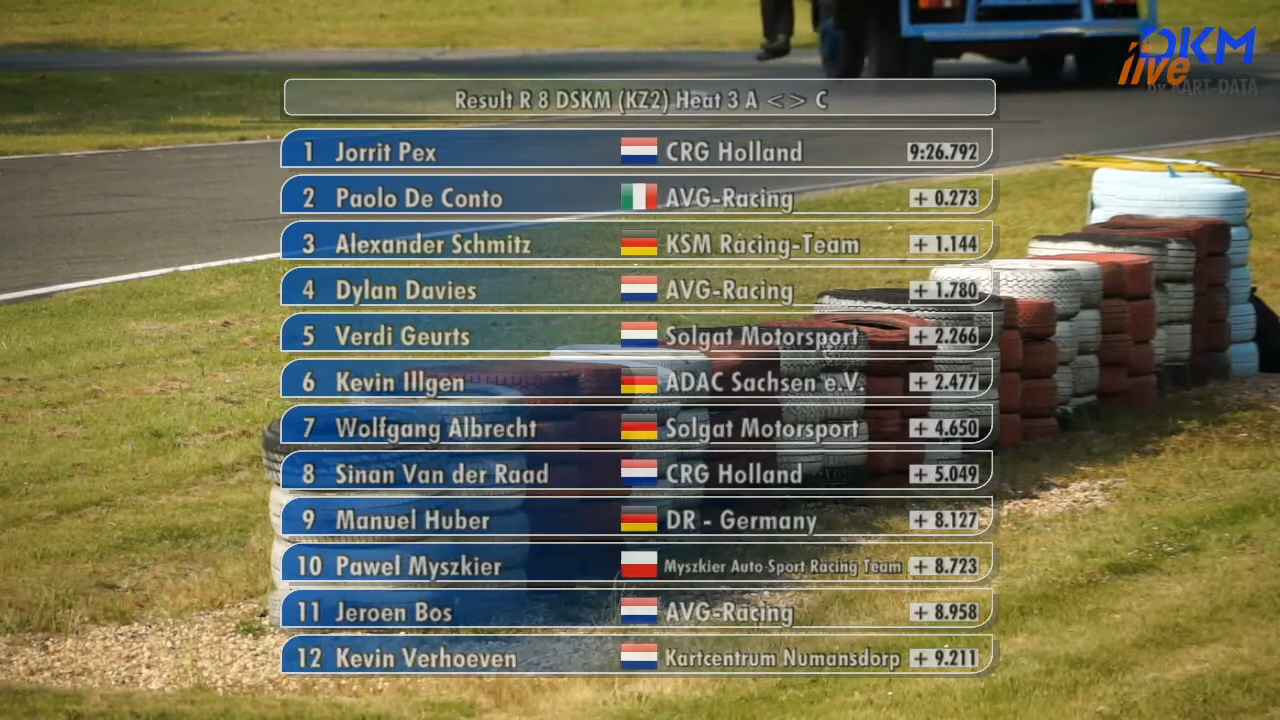 DKM
live
by KART-DATA
Result R 8 DSKM (KZ2) Heat 3 A <> C
1 Jorrit Pex CRG Holland 9:26.792
2 Paolo De Conto AVG-Racing + 0.273
3 Alexander Schmitz KSM Racing-Team + 1.144
4 Dylan Davies AVG-Racing + 1.780
5 Verdi Geurts Solgat Motorsport + 2.266
6 Kevin Illgen ADAC Sachsen e.V. + 2.477
7 Wolfgang Albrecht Solgat Motorsport + 4.650
8 Sinan Van der Raad CRG Holland + 5.049
9 Manuel Huber DR - Germany + 8.127
10 Pawel Myszkier Myszkier Auto Sport Racing Team + 8.723
11 Jeroen Bos AVG-Racing + 8.958
12 Kevin Verhoeven Kartcentrum Numansdorp + 9.211